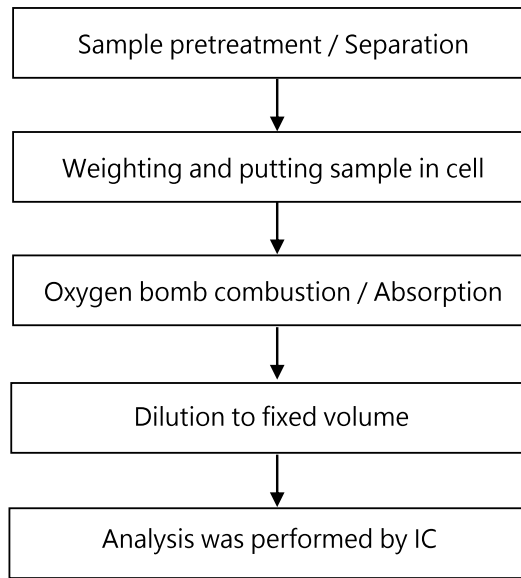 Sample pretreatment / Separation
Weighting and putting sample in cell
Oxygen bomb combustion / Absorption
Dilution to fixed volume
Analysis was performed by IC